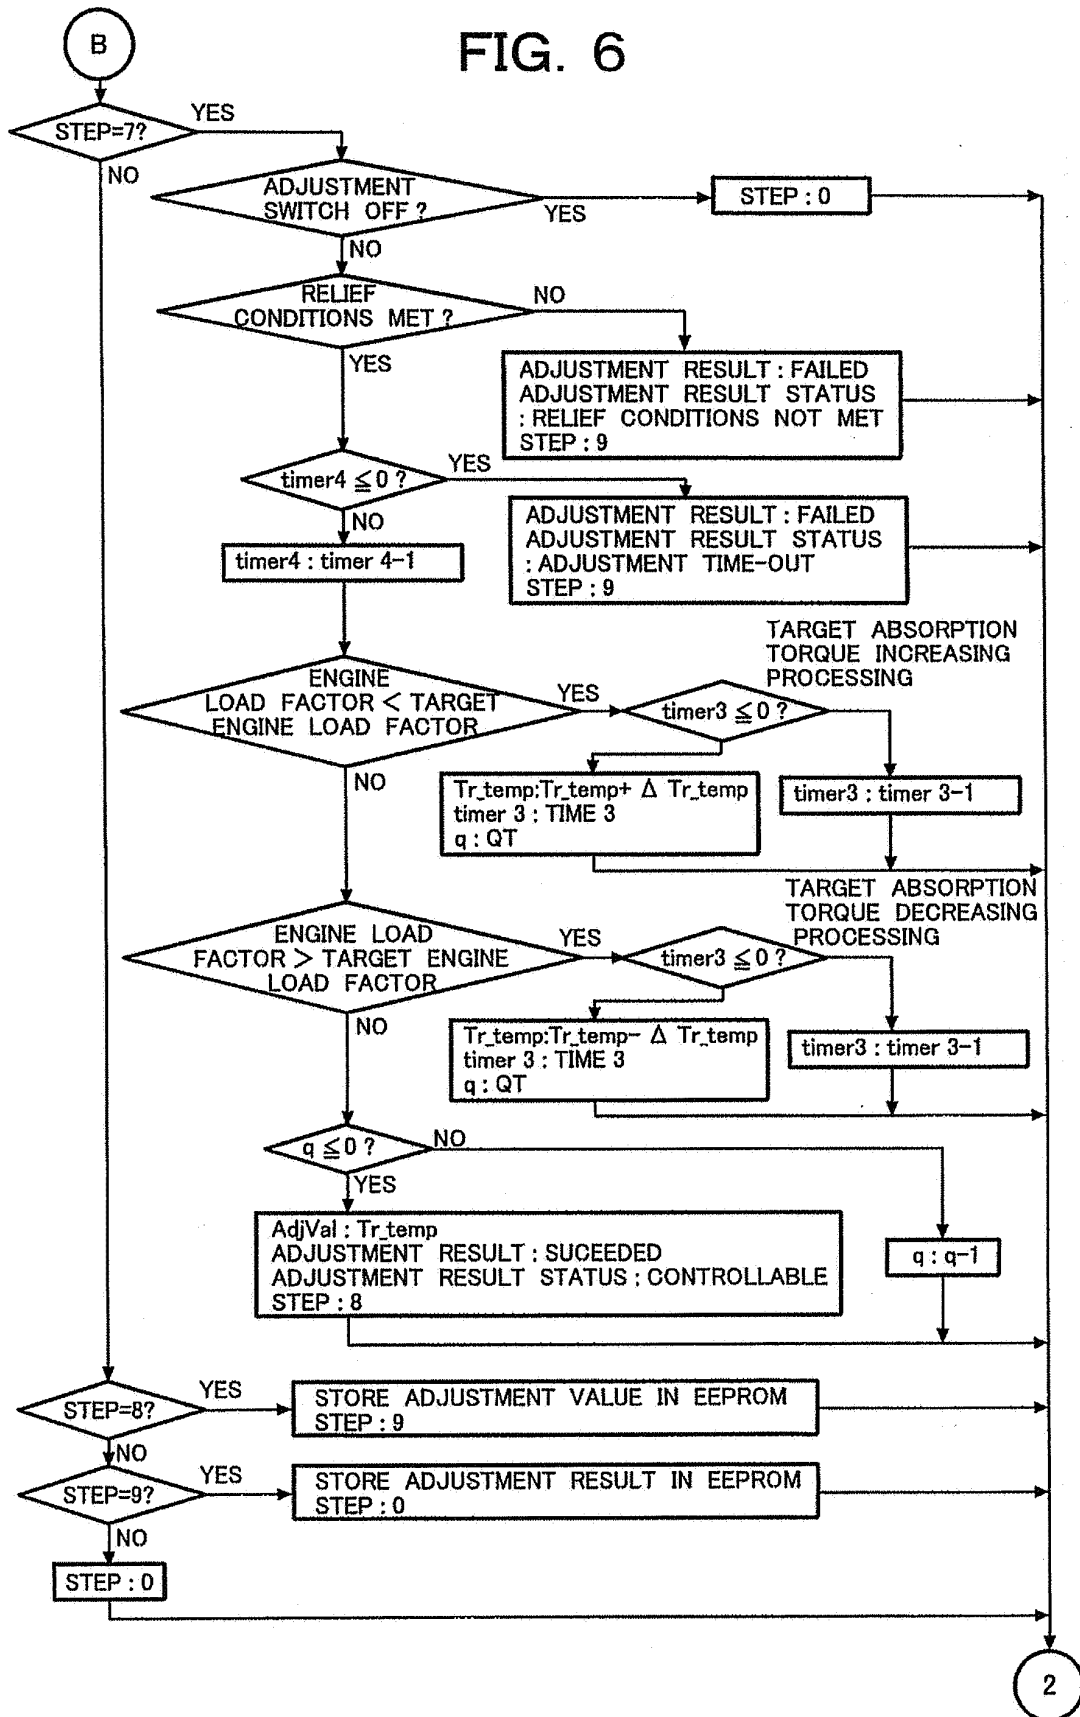 FIG. 6
B
STEP=7?
YES
NO
ADJUSTMENT
SWITCH OFF ?
YES
STEP : 0
NO
RELIEF
CONDITIONS MET ?
NO
YES
ADJUSTMENT RESULT : FAILED
ADJUSTMENT RESULT STATUS
: RELIEF CONDITIONS NOT MET
STEP : 9
timer4 ≦ 0 ?
YES
NO
ADJUSTMENT RESULT : FAILED
ADJUSTMENT RESULT STATUS
: ADJUSTMENT TIME-OUT
STEP : 9
timer4 : timer 4-1
TARGET ABSORPTION
TORQUE INCREASING
PROCESSING
ENGINE
LOAD FACTOR < TARGET
ENGINE LOAD FACTOR
YES
timer3 ≦ 0 ?
NO
Tr_temp:Tr_temp+ Δ Tr_temp
timer 3 : TIME 3
q : QT
timer3 : timer 3-1
TARGET ABSORPTION
TORQUE DECREASING
PROCESSING
ENGINE LOAD
FACTOR > TARGET ENGINE
LOAD FACTOR
YES
timer3 ≦ 0 ?
NO
Tr_temp:Tr_temp- Δ Tr_temp
timer 3 : TIME 3
q : QT
timer3 : timer 3-1
q ≦ 0 ?
NO
YES
AdjVal : Tr_temp
ADJUSTMENT RESULT : SUCEEDED
ADJUSTMENT RESULT STATUS : CONTROLLABLE
STEP : 8
q : q-1
STEP=8?
YES
STORE ADJUSTMENT VALUE IN EEPROM
STEP : 9
NO
STEP=9?
YES
STORE ADJUSTMENT RESULT IN EEPROM
STEP : 0
NO
STEP : 0
2